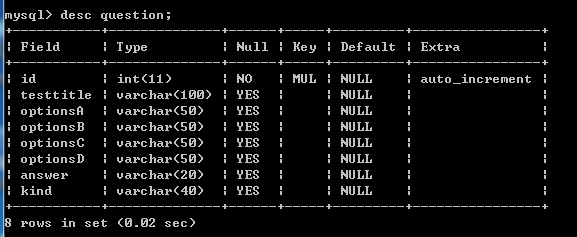 mysql> desc question;
+-----------+--------------+------+-----+---------+----------------+
| Field     | Type         | Null | Key | Default | Extra          |
+-----------+--------------+------+-----+---------+----------------+
| id        | int(11)      | NO   | MUL | NULL    | auto_increment |
| testtitle | varchar(100) | YES  |     | NULL    |                |
| optionsA  | varchar(50)  | YES  |     | NULL    |                |
| optionsB  | varchar(50)  | YES  |     | NULL    |                |
| optionsC  | varchar(50)  | YES  |     | NULL    |                |
| optionsD  | varchar(50)  | YES  |     | NULL    |                |
| answer    | varchar(20)  | YES  |     | NULL    |                |
| kind      | varchar(40)  | YES  |     | NULL    |                |
+-----------+--------------+------+-----+---------+----------------+
8 rows in set (0.02 sec)